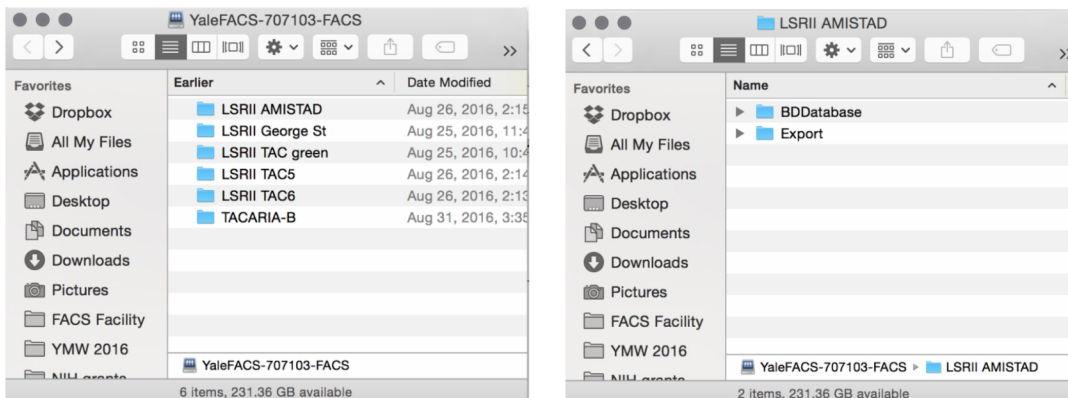 YaleFACS-707103-FACS
Favorites
Dropbox
All My Files
Applications
Desktop
Documents
Downloads
Pictures
FACS Facility
YMW 2016
NIH grants
Earlier Date Modified
LSRII AMISTAD Aug 26, 2016, 2:15
LSRII George St Aug 25, 2016, 11:4
LSRII TAC green Aug 25, 2016, 10:4
LSRII TAC5 Aug 26, 2016, 2:14
LSRII TAC6 Aug 26, 2016, 2:13
TACARIA-B Aug 31, 2016, 3:35
YaleFACS-707103-FACS
6 items, 231.36 GB available
LSRII AMISTAD
Favorites
Dropbox
All My Files
Applications
Desktop
Documents
Downloads
Pictures
FACS Facility
YMW 2016
NIH grants
Name
BDDatabase
Export
YaleFACS-707103-FACS LSRII AMISTAD
2 items, 231.36 GB available